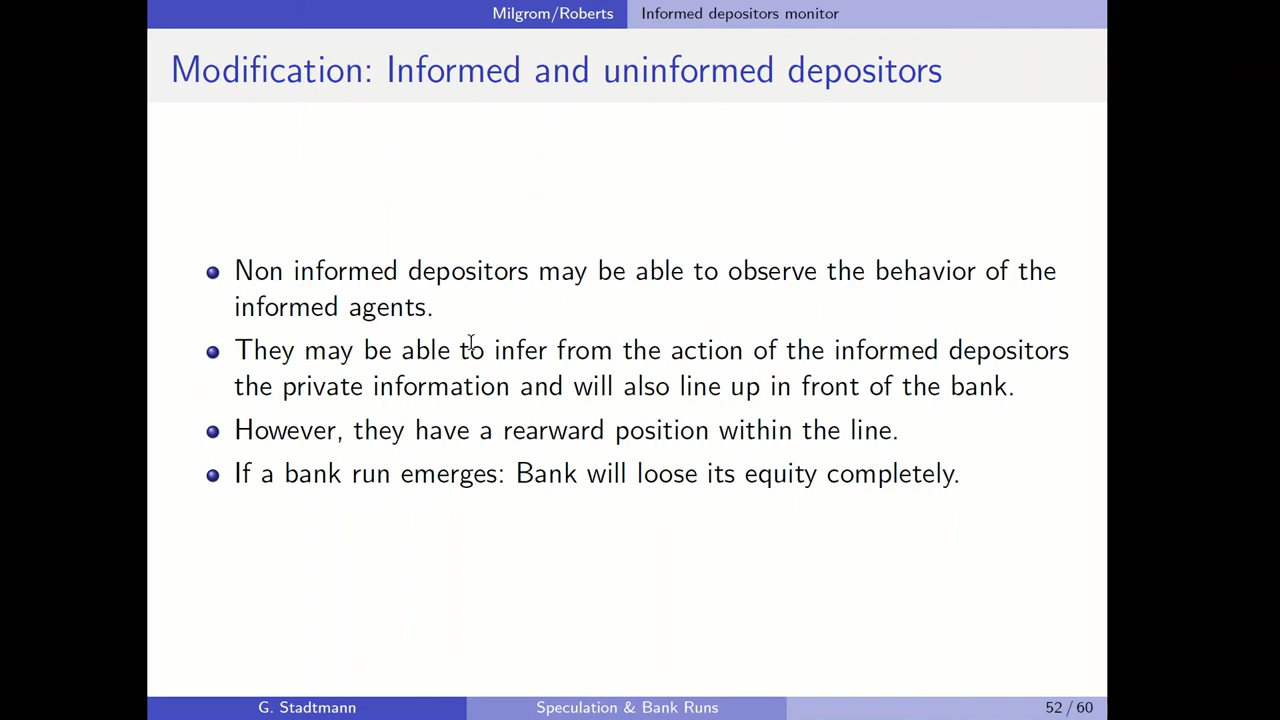 Milgrom/Roberts Informed depositors monitor
Modification: Informed and uninformed depositors
Non informed depositors may be able to observe the behavior of the
informed agents.
They may be able to infer from the action of the informed depositors
the private information and will also line up in front of the bank.
However, they have a rearward position within the line.
If a bank run emerges: Bank will loose its equity completely.
G. Stadtmann Speculation & Bank Runs 52 / 60